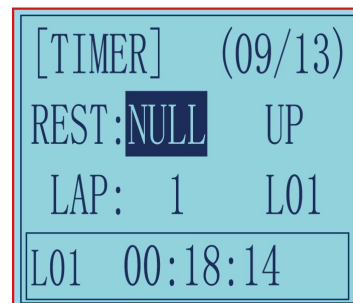 [TIMER] (09/13)
REST:NULL UP
LAP: 1 L01
L01 00:18:14